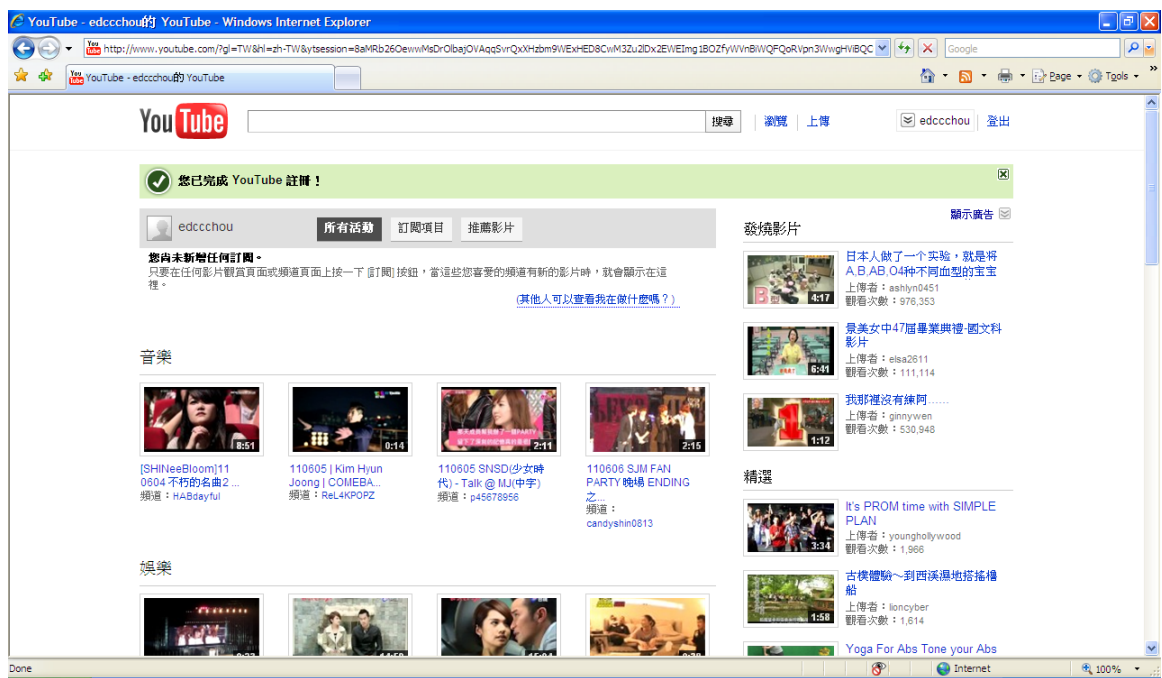 YouTube - edccchou的 YouTube - Windows Internet Explorer
http://www.youtube.com/?gl=TW&hl=zh-TW&ytsession=8aMRb26OewwMsDrOlbajOVAqqSvrQxXHzbm9WExHED8CwM3Zu2lDx2EWEImg1BOZfyWVnBiWQFQoRVpn3WwgHViBQC
Google
YouTube - edccchou的 YouTube
Page
Tools
You Tube
搜尋
瀏覽
上傳
edccchou
登出
您已完成 YouTube 註冊！
edccchou
所有活動
訂閱項目
推薦影片
您尚未新增任何訂閱。
只要在任何影片觀賞頁面或頻道頁面上按一下 [訂閱] 按鈕，當這些您喜愛的頻道有新的影片時，就會顯示在這
裡。
(其他人可以查看我在做什麼嗎？)
音樂
8:51
[SHINeeBloom]11
0604 不朽的名曲2 ...
頻道：HABdayful
0:14
110605 | Kim Hyun
Joong | COMEBA...
頻道：ReL4KPOPZ
2:11
110605 SNSD(少女時
代) - Talk @ MJ(中字)
頻道：p45678956
2:15
110606 SJM FAN
PARTY 晚場 ENDING
之...
頻道：
candyshin0813
娛樂
顯示廣告
發燒影片
B型
4:17
日本人做了一个实验，就是将
A,B,AB,O4种不同血型的宝宝
上傳者：ashlyn0451
觀看次數：976,353
6:41
景美女中47屆畢業典禮-國文科
影片
上傳者：elsa2611
觀看次數：111,114
1
1:12
我那裡沒有練阿......
上傳者：ginnywen
觀看次數：530,948
精選
3:34
It's PROM time with SIMPLE
PLAN
上傳者：younghollywood
觀看次數：1,966
1:58
古樸體驗～到西溪濕地搭搖櫓
船
上傳者：lioncyber
觀看次數：1,614
Yoga For Abs Tone your Abs
Done
Internet
100%